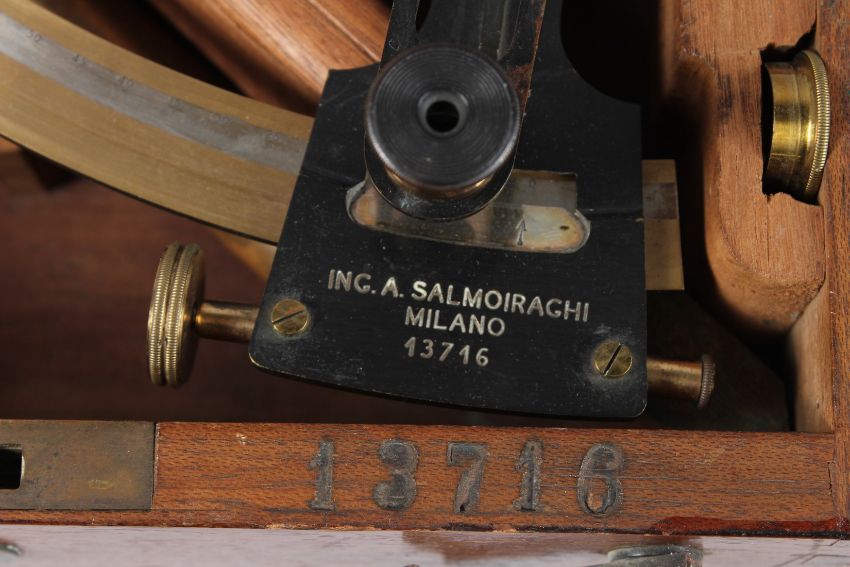 ING. A. SALMOIRAGHI
MILANO
13716
13716